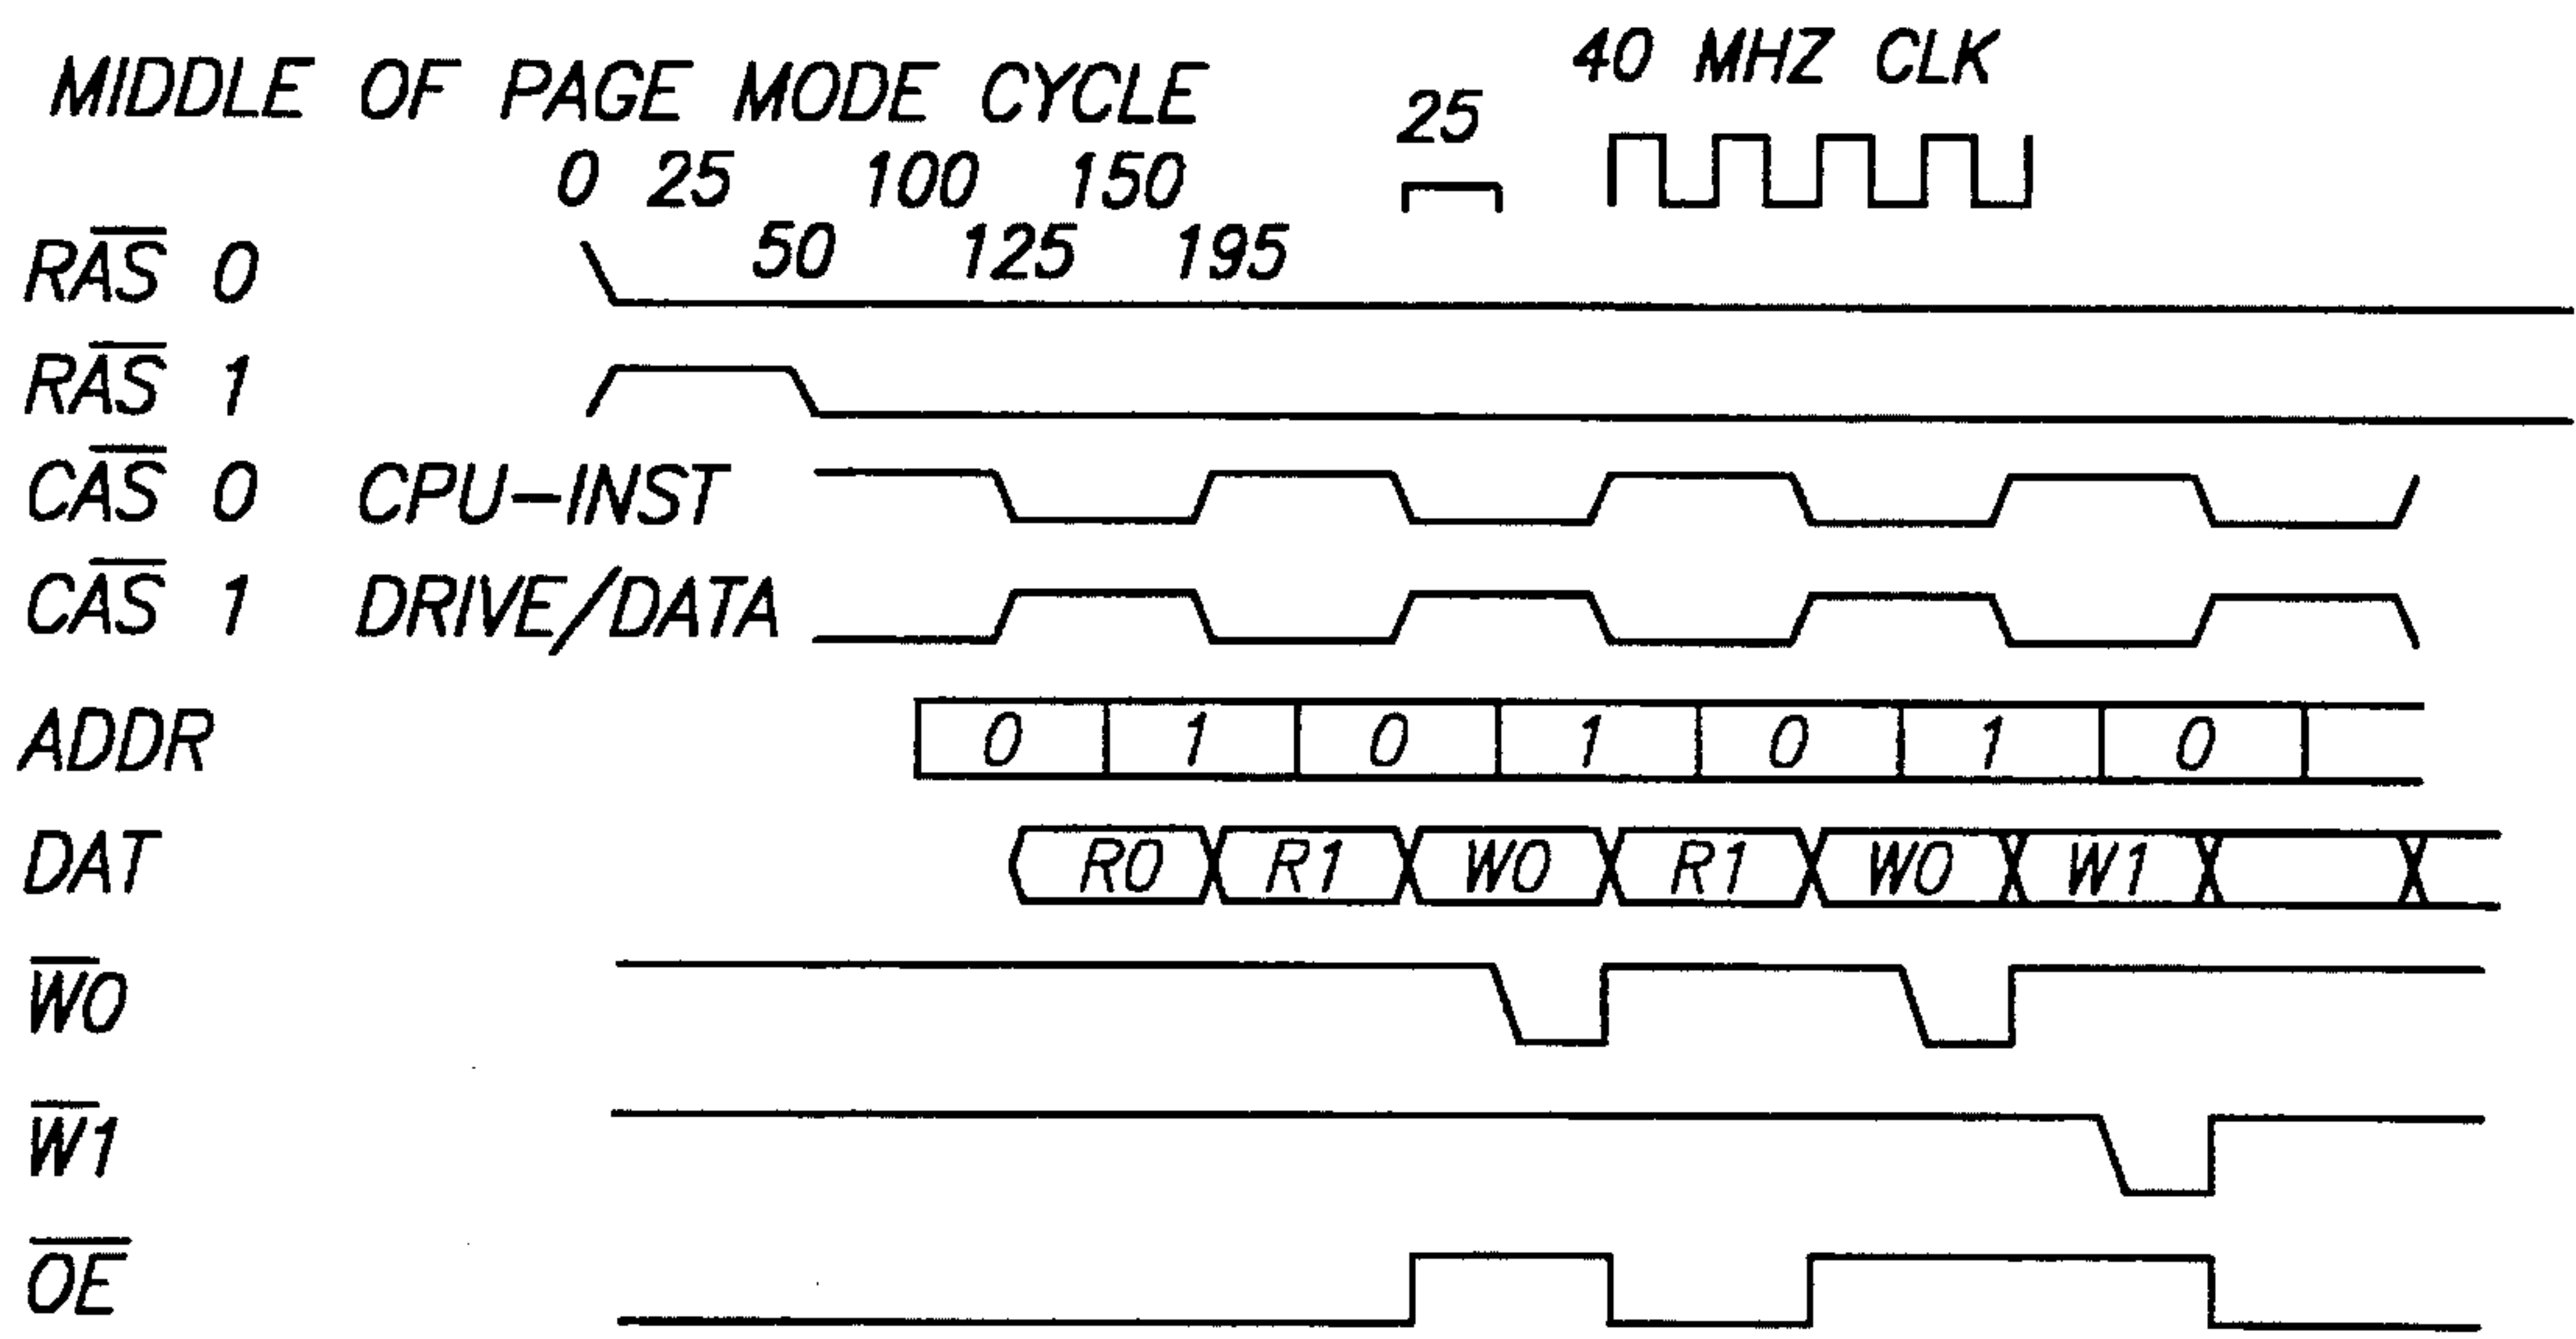 MIDDLE OF PAGE MODE CYCLE
40 MHZ CLK
25
0 25 100 150
50 125 195
RAS 0
RAS 1
CAS 0 CPU-INST
CAS 1 DRIVE/DATA
ADDR 0 1 0 1 0 1 0
DAT R0 R1 W0 R1 W0 W1
W0
W1
OE